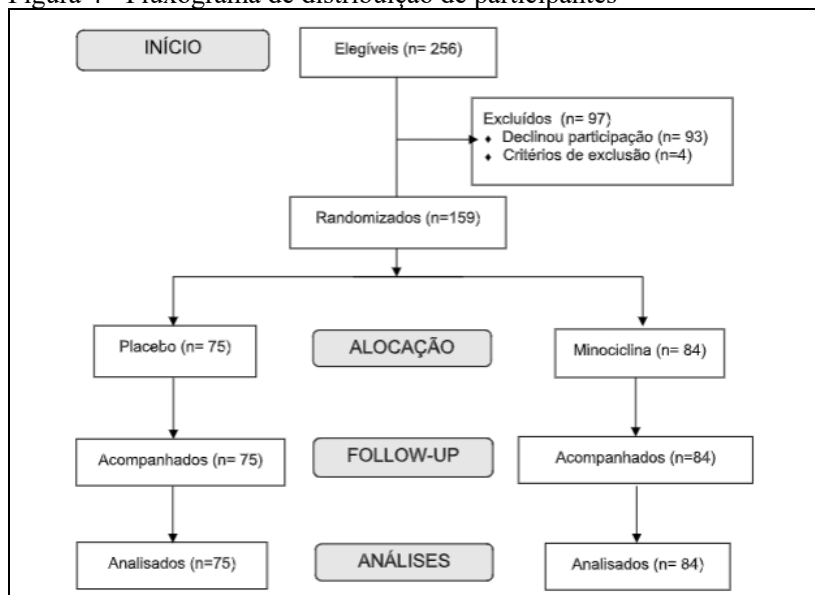 Figura 4 - Fluxograma de distribuição de participantes
INÍCIO
Elegíveis (n= 256)
Excluídos (n= 97)
♦ Declinou participação (n= 93)
♦ Critérios de exclusão (n=4)
Randomizados (n=159)
Placebo (n= 75)
ALOCAÇÃO
Minociclina (n= 84)
Acompanhados (n= 75)
FOLLOW-UP
Acompanhados (n=84)
Analisados (n=75)
ANÁLISES
Analisados (n= 84)